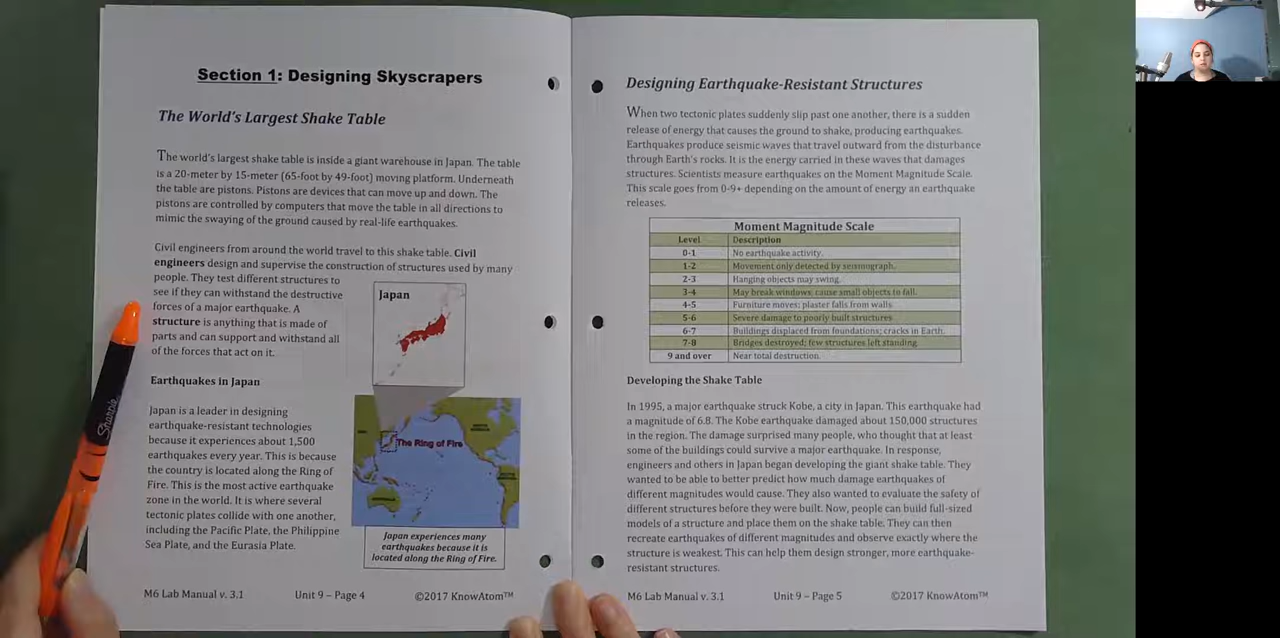 Section 1: Designing Skyscrapers
The World's Largest Shake Table
The world's largest shake table is inside a giant warehouse in Japan. The table
is a 20-meter by 15-meter (65-foot by 49-foot) moving platform. Underneath
the table are pistons. Pistons are devices that can move up and down. The
pistons are controlled by computers that move the table in all directions to
mimic the swaying of the ground caused by real-life earthquakes.
Civil engineers from around the world travel to this shake table. Civil
engineers design and supervise the construction of structures used by many
people. They test different structures to
see if they can withstand the destructive
forces of a major earthquake. A
structure is anything that is made of
parts and can support and withstand all
of the forces that act on it.
Japan
Earthquakes in Japan
Japan is a leader in designing
earthquake-resistant technologies
because it experiences about 1,500
earthquakes every year. This is because
the country is located along the Ring of
Fire. This is the most active earthquake
zone in the world. It is where several
tectonic plates collide with one another,
including the Pacific Plate, the Philippine
Sea Plate, and the Eurasia Plate.
The Ring of Fire
Japan experiences many
earthquakes because it is
located along the Ring of Fire.
M6 Lab Manual v. 3.1 Unit 9 – Page 4 ©2017 KnowAtom™
Designing Earthquake-Resistant Structures
When two tectonic plates suddenly slip past one another, there is a sudden
release of energy that causes the ground to shake, producing earthquakes.
Earthquakes produce seismic waves that travel outward from the disturbance
through Earth's rocks. It is the energy carried in these waves that damages
structures. Scientists measure earthquakes on the Moment Magnitude Scale.
This scale goes from 0-9+ depending on the amount of energy an earthquake
releases.
Moment Magnitude Scale
Level Description
0-1 No earthquake activity.
1-2 Movement only detected by seismograph.
2-3 Hanging objects may swing.
3-4 May break windows; cause small objects to fall.
4-5 Furniture moves; plaster falls from walls.
5-6 Severe damage to poorly built structures.
6-7 Buildings displaced from foundations; cracks in Earth.
7-8 Bridges destroyed; few structures left standing.
9 and over Near total destruction.
Developing the Shake Table
In 1995, a major earthquake struck Kobe, a city in Japan. This earthquake had
a magnitude of 6.8. The Kobe earthquake damaged about 150,000 structures
in the region. The damage surprised many people, who thought that at least
some of the buildings could survive a major earthquake. In response,
engineers and others in Japan began developing the giant shake table. They
wanted to be able to better predict how much damage earthquakes of
different magnitudes would cause. They also wanted to evaluate the safety of
different structures before they were built. Now, people can build full-sized
models of a structure and place them on the shake table. They can then
recreate earthquakes of different magnitudes and observe exactly where the
structure is weakest. This can help them design stronger, more earthquake-
resistant structures.
M6 Lab Manual v. 3.1 Unit 9 – Page 5 ©2017 KnowAtom™
Sharpie